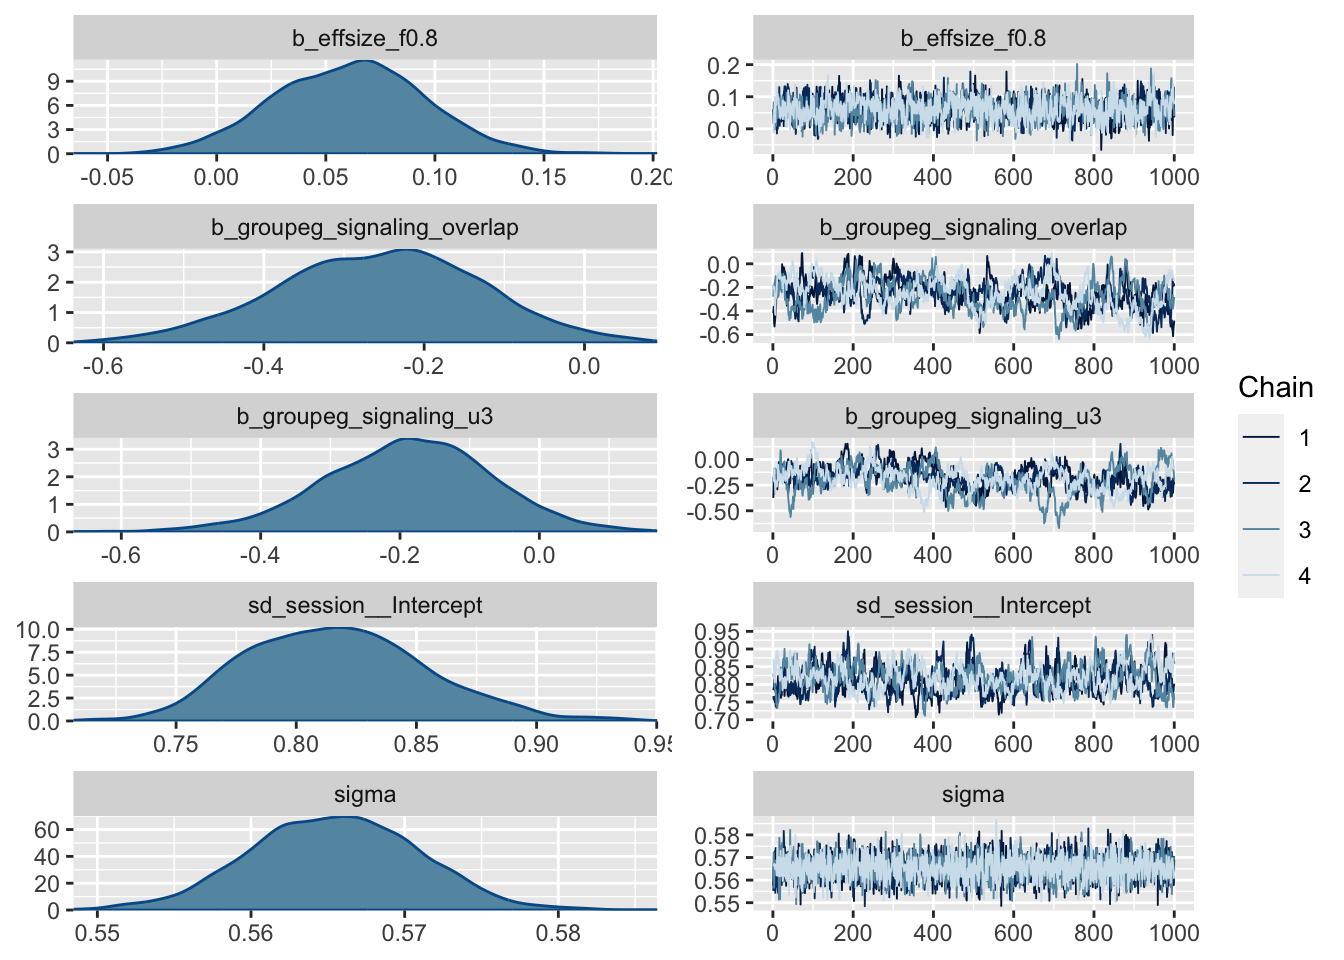 b_effsize_f0.8
9
6
3
0
-0.05 0.00 0.05 0.10 0.15 0.20
b_effsize_f0.8
0.2
0.1
0.0
0 200 400 600 800 1000
b_groupeg_signaling_overlap
3
2
1
0
-0.6 -0.4 -0.2 0.0
b_groupeg_signaling_overlap
0.0
-0.2
-0.4
-0.6
0 200 400 600 800 1000
b_groupeg_signaling_u3
3
2
1
0
-0.6 -0.4 -0.2 0.0
b_groupeg_signaling_u3
0.00
-0.25
-0.50
0 200 400 600 800 1000
sd_session__Intercept
10.0
7.5
5.0
2.5
0.0
0.75 0.80 0.85 0.90 0.95
sd_session__Intercept
0.95
0.90
0.85
0.80
0.75
0.70
0 200 400 600 800 1000
sigma
60
40
20
0
0.55 0.56 0.57 0.58
sigma
0.58
0.57
0.56
0.55
0 200 400 600 800 1000
Chain
1
2
3
4